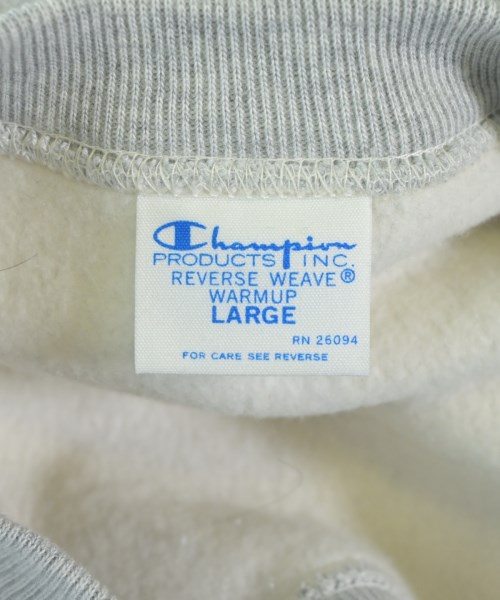 Champion
PRODUCTS INC.
REVERSE WEAVE®
WARMUP
LARGE
RN 26094
FOR CARE SEE REVERSE